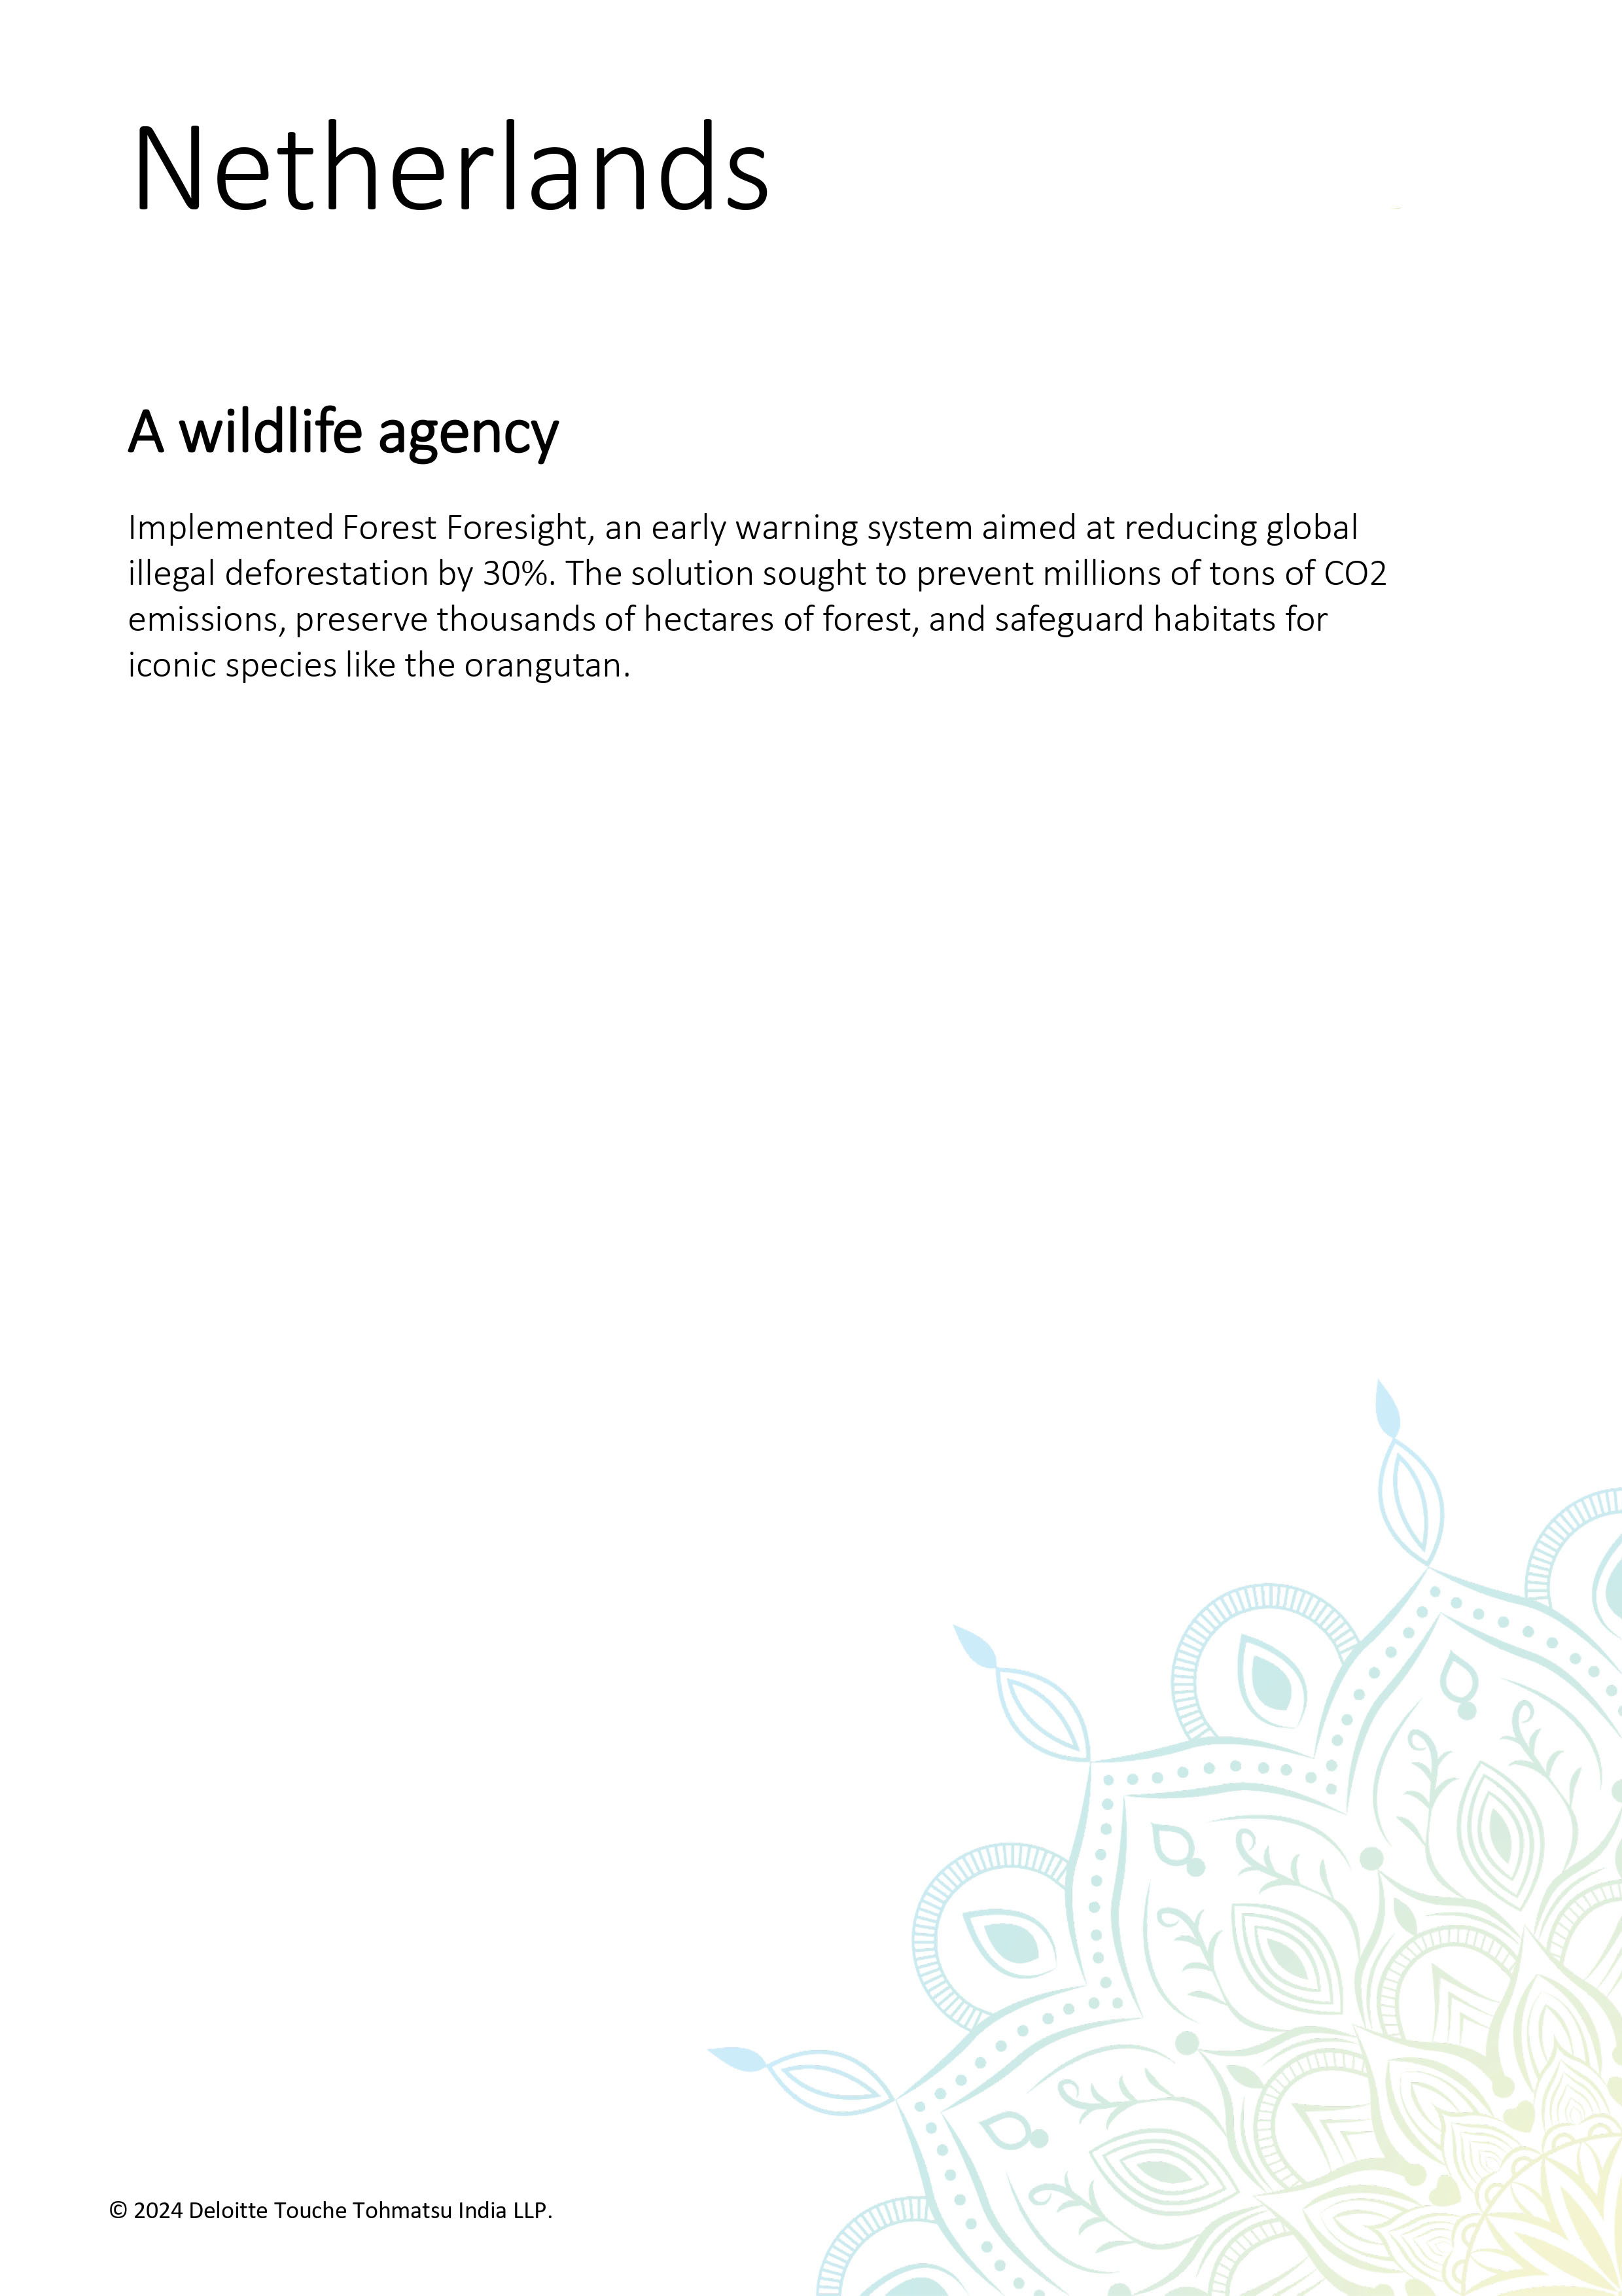 Netherlands
A wildlife agency
Implemented Forest Foresight, an early warning system aimed at reducing global
illegal deforestation by 30%. The solution sought to prevent millions of tons of CO2
emissions, preserve thousands of hectares of forest, and safeguard habitats for
iconic species like the orangutan.
© 2024 Deloitte Touche Tohmatsu India LLP.